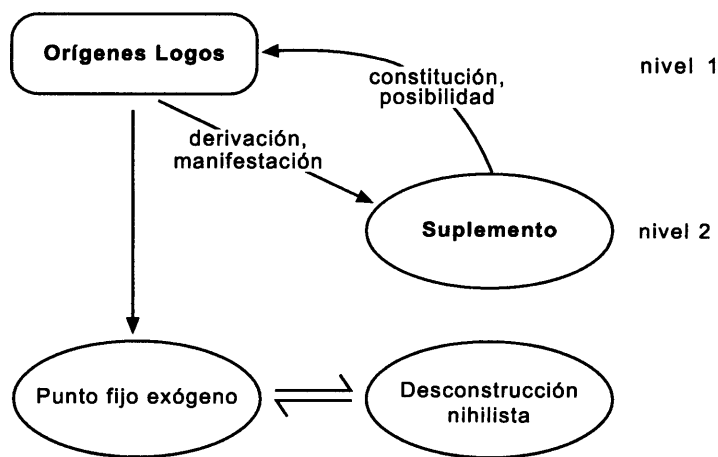 Orígenes Logos
nivel 1
constitución,
posibilidad
derivación,
manifestación
Suplemento
nivel 2
Punto fijo exógeno
Desconstrucción
nihilista